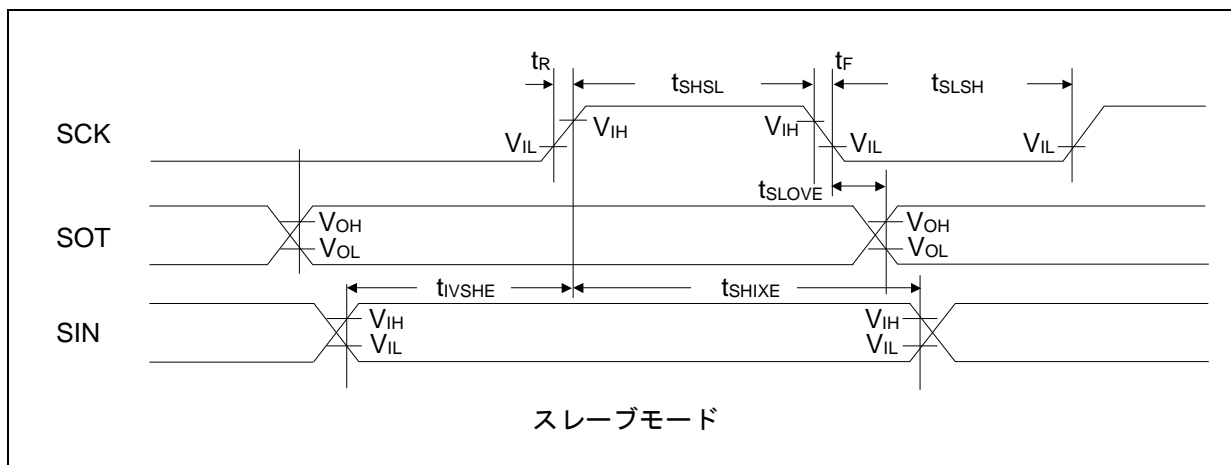 tR tSHSL tF tSLSH
SCK VIL VIH VIH VIL VIL
tSLOVE
SOT VOH VOL VOH VOL
tIVSHE tSHIXE
SIN VIH VIL VIH VIL
スレーブモード